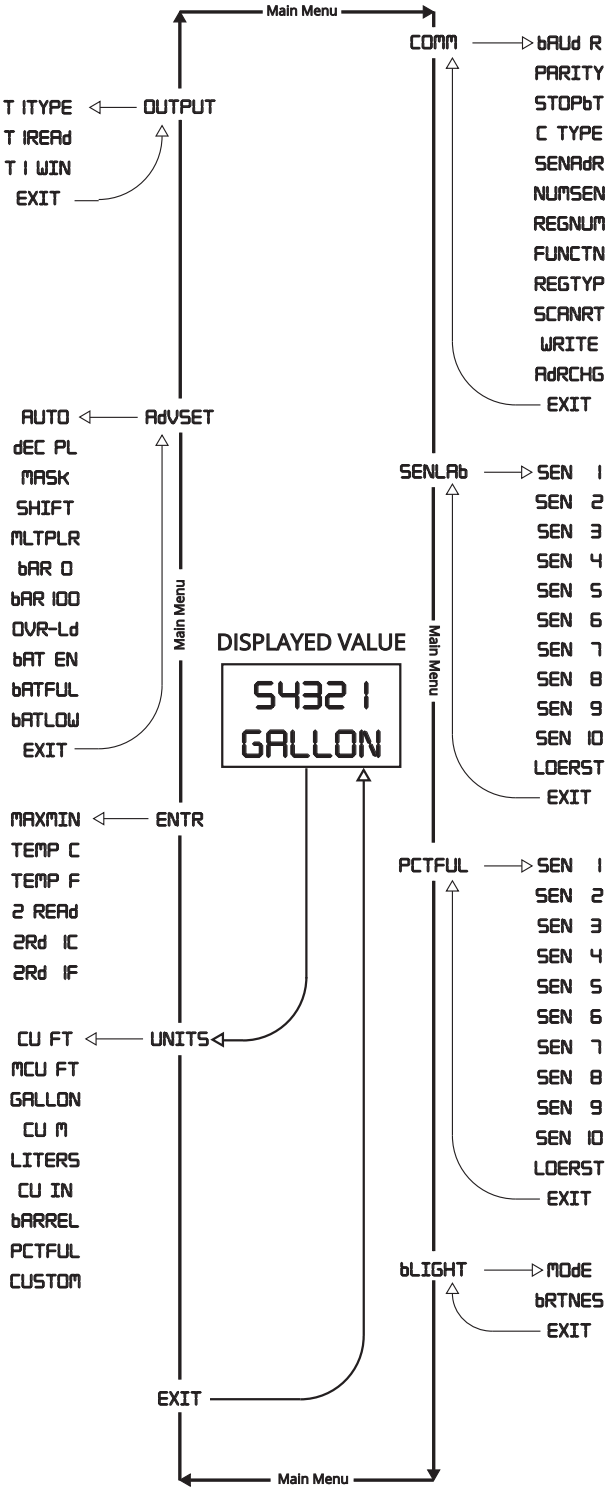 Main Menu
COMM
bAUd R
PARITY
STOPbT
C TYPE
SENAdR
NUMSEN
REGNUM
FUNCTN
REGTYP
SCANRT
WRITE
AdRCHG
EXIT
T 1TYPE
OUTPUT
T 1READ
T 1 WIN
EXIT
AUTO
AdVSET
dEC PL
MASK
SHIFT
MLTPLR
bAR 0
bAR 100
OVR-Ld
bAT EN
bATFUL
bATLOW
EXIT
Main Menu
SENLAb
SEN 1
SEN 2
SEN 3
SEN 4
SEN 5
SEN 6
SEN 7
SEN 8
SEN 9
SEN 10
LOERST
EXIT
Main Menu
DISPLAYED VALUE
54321
GALLON
MAXMIN
ENTR
TEMP C
TEMP F
2 READ
2Rd 1C
2Rd 1F
PCTFUL
SEN 1
SEN 2
SEN 3
SEN 4
SEN 5
SEN 6
SEN 7
SEN 8
SEN 9
SEN 10
LOERST
EXIT
CU FT
UNITS
MCU FT
GALLON
CU M
LITERS
CU IN
bARREL
PCTFUL
CUSTOM
bLIGHT
MOdE
bRTNES
EXIT
EXIT
Main Menu